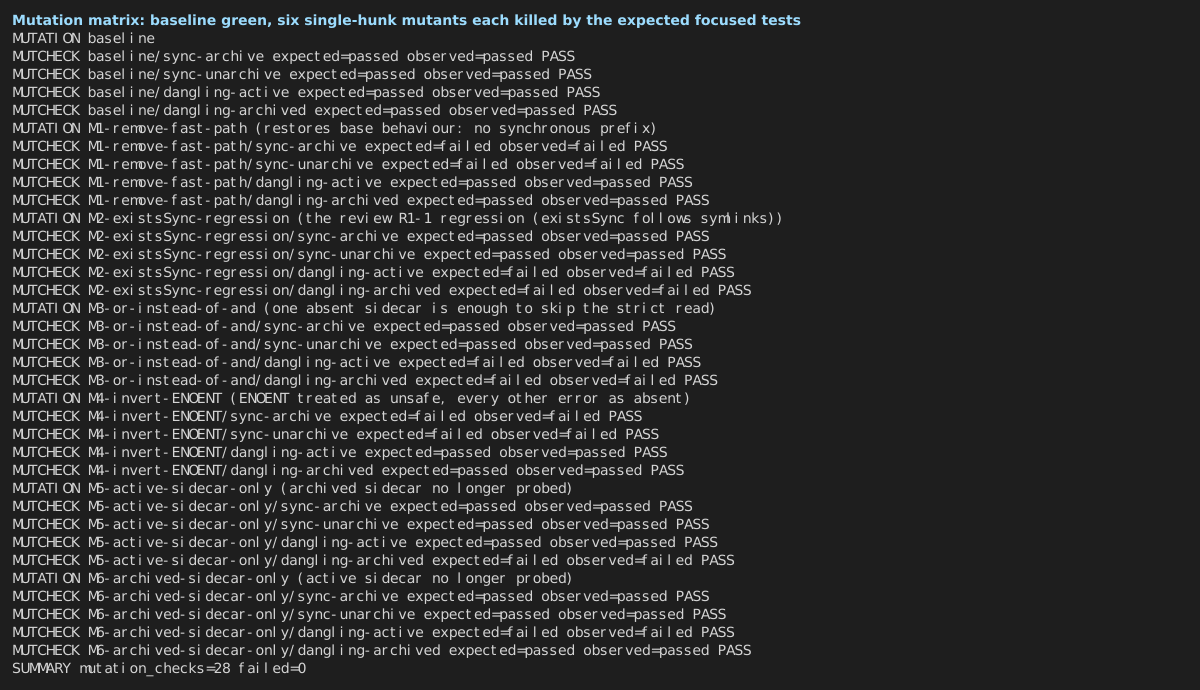 Mutation matrix: baseline green, six single-hunk mutants each killed by the expected focused tests
MUTATION baseline
MUTCHECK baseline/sync-archive expected=passed observed=passed PASS
MUTCHECK baseline/sync-unarchive expected=passed observed=passed PASS
MUTCHECK baseline/dangling-active expected=passed observed=passed PASS
MUTCHECK baseline/dangling-archived expected=passed observed=passed PASS
MUTATION M1-remove-fast-path (restores base behaviour: no synchronous prefix)
MUTCHECK M1-remove-fast-path/sync-archive expected=failed observed=failed PASS
MUTCHECK M1-remove-fast-path/sync-unarchive expected=failed observed=failed PASS
MUTCHECK M1-remove-fast-path/dangling-active expected=passed observed=passed PASS
MUTCHECK M1-remove-fast-path/dangling-archived expected=passed observed=passed PASS
MUTATION M2-existsSync-regression (the review R1-1 regression (existsSync follows symlinks))
MUTCHECK M2-existsSync-regression/sync-archive expected=passed observed=passed PASS
MUTCHECK M2-existsSync-regression/sync-unarchive expected=passed observed=passed PASS
MUTCHECK M2-existsSync-regression/dangling-active expected=failed observed=failed PASS
MUTCHECK M2-existsSync-regression/dangling-archived expected=failed observed=failed PASS
MUTATION M3-or-instead-of-and (one absent sidecar is enough to skip the strict read)
MUTCHECK M3-or-instead-of-and/sync-archive expected=passed observed=passed PASS
MUTCHECK M3-or-instead-of-and/sync-unarchive expected=passed observed=passed PASS
MUTCHECK M3-or-instead-of-and/dangling-active expected=failed observed=failed PASS
MUTCHECK M3-or-instead-of-and/dangling-archived expected=failed observed=failed PASS
MUTATION M4-invert-ENOENT (ENOENT treated as unsafe, every other error as absent)
MUTCHECK M4-invert-ENOENT/sync-archive expected=failed observed=failed PASS
MUTCHECK M4-invert-ENOENT/sync-unarchive expected=failed observed=failed PASS
MUTCHECK M4-invert-ENOENT/dangling-active expected=passed observed=passed PASS
MUTCHECK M4-invert-ENOENT/dangling-archived expected=passed observed=passed PASS
MUTATION M5-active-sidecar-only (archived sidecar no longer probed)
MUTCHECK M5-active-sidecar-only/sync-archive expected=passed observed=passed PASS
MUTCHECK M5-active-sidecar-only/sync-unarchive expected=passed observed=passed PASS
MUTCHECK M5-active-sidecar-only/dangling-active expected=passed observed=passed PASS
MUTCHECK M5-active-sidecar-only/dangling-archived expected=failed observed=failed PASS
MUTATION M6-archived-sidecar-only (active sidecar no longer probed)
MUTCHECK M6-archived-sidecar-only/sync-archive expected=passed observed=passed PASS
MUTCHECK M6-archived-sidecar-only/sync-unarchive expected=passed observed=passed PASS
MUTCHECK M6-archived-sidecar-only/dangling-active expected=failed observed=failed PASS
MUTCHECK M6-archived-sidecar-only/dangling-archived expected=passed observed=passed PASS
SUMMARY mutation_checks=28 failed=0